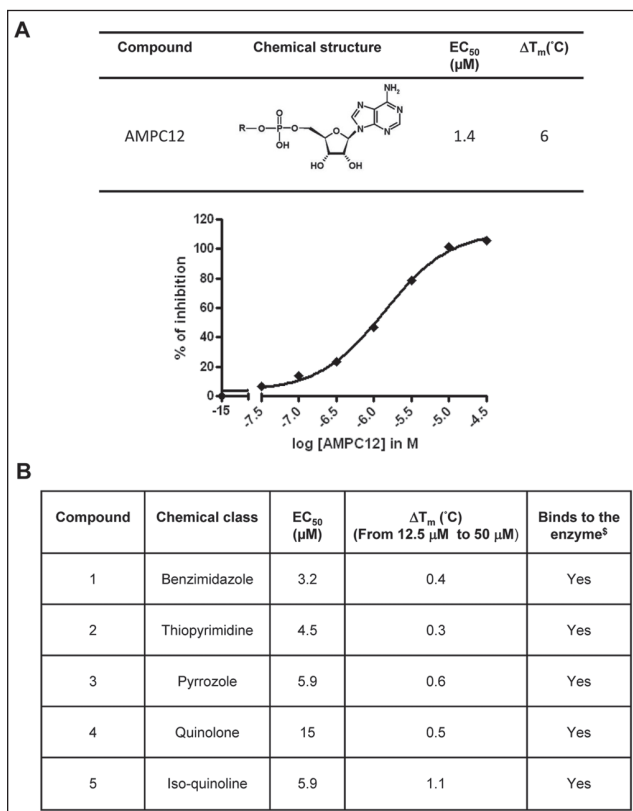 A
Compound Chemical structure EC50 (µM) ΔTm(˚C)
AMPC12 1.4 6
NH2
N
N
N
N
O
R–O–P–O
OH
O
HO
OH
120
100
80
60
40
20
0
% of inhibition
-15 -7.5 -7.0 -6.5 -6.0 -5.5 -5.0 -4.5
log [AMPC12] in M
B
Compound Chemical class EC50 (µM) ΔTm (˚C) (From 12.5 µM to 50 µM) Binds to the enzyme$
1 Benzimidazole 3.2 0.4 Yes
2 Thiopyrimidine 4.5 0.3 Yes
3 Pyrrozole 5.9 0.6 Yes
4 Quinolone 15 0.5 Yes
5 Iso-quinoline 5.9 1.1 Yes